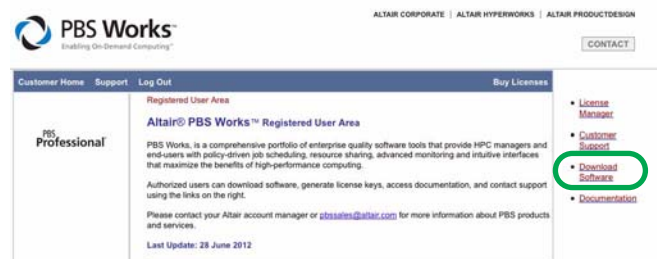 ALTAIR CORPORATE | ALTAIR HYPERWORKS | ALTAIR PRODUCTDESIGN
PBS Works™
Enabling On-Demand Computing™
CONTACT
Customer Home Support Log Out Buy Licenses
PBS
Professional
Registered User Area
Altair® PBS Works™ Registered User Area
PBS Works, is a comprehensive portfolio of enterprise quality software tools that provide HPC managers and
end-users with policy-driven job scheduling, resource sharing, advanced monitoring and intuitive interfaces
that maximize the benefits of high-performance computing.
Authorized users can download software, generate license keys, access documentation, and contact support
using the links on the right.
Please contact your Altair account manager or pbssales@altair.com for more information about PBS products
and services.
Last Update: 28 June 2012
• License
Manager
• Customer
Support
• Download
Software
• Documentation